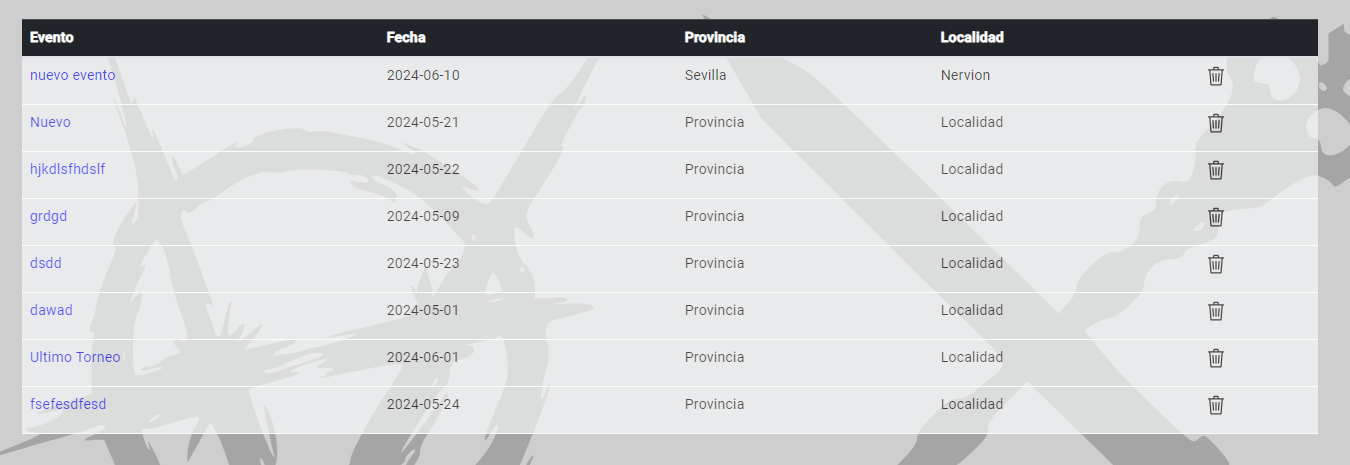 Evento Fecha Provincia Localidad
nuevo evento 2024-06-10 Sevilla Nervion
Nuevo 2024-05-21 Provincia Localidad
hjkdlsfhdslf 2024-05-22 Provincia Localidad
grdgd 2024-05-09 Provincia Localidad
dsdd 2024-05-23 Provincia Localidad
dawad 2024-05-01 Provincia Localidad
Ultimo Torneo 2024-06-01 Provincia Localidad
fsefesdfesd 2024-05-24 Provincia Localidad